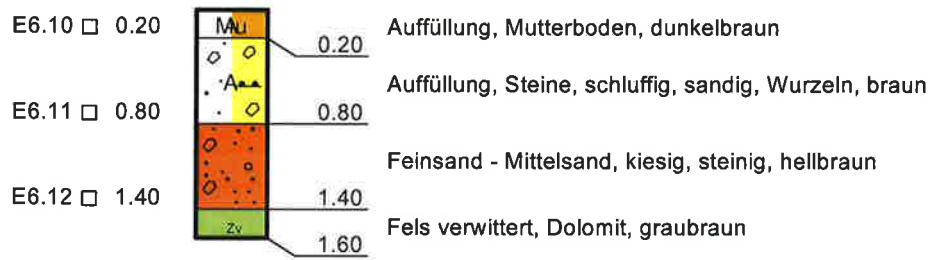 E6.10 □ 0.20 Mu A 0.20 Auffüllung, Mutterboden, dunkelbraun
A 0.80 Auffüllung, Steine, schluffig, sandig, Wurzeln, braun
E6.11 □ 0.80
Feinsand - Mittelsand, kiesig, steinig, hellbraun
E6.12 □ 1.40 1.40
Zv 1.60 Fels verwittert, Dolomit, graubraun